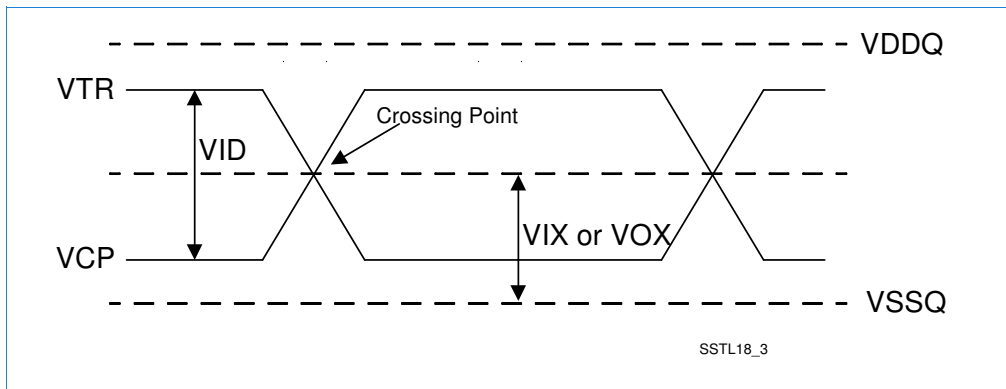 VDDQ
VTR
Crossing Point
VID
VIX or VOX
VCP
VSSQ
SSTL18_3